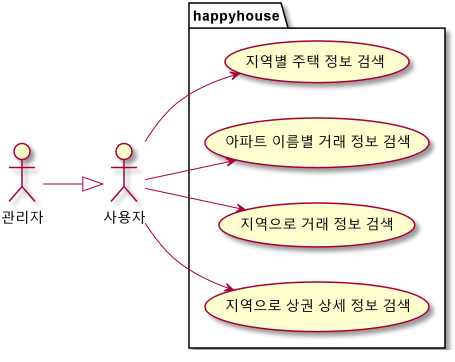 happyhouse
지역별 주택 정보 검색
아파트 이름별 거래 정보 검색
관리자
사용자
지역으로 거래 정보 검색
지역으로 상권 상세 정보 검색